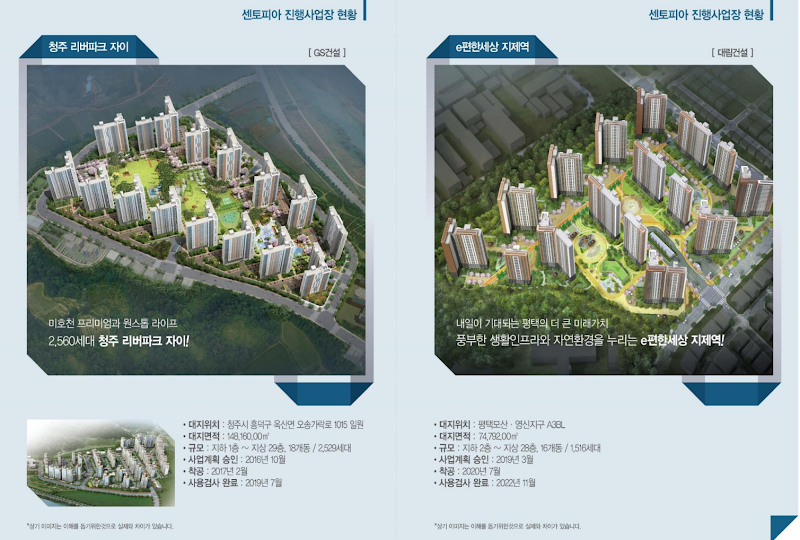 센토피아 진행사업장 현황
청주 리버파크 자이
[ GS건설 ]
미호천 프리미엄과 원스톱 라이프
2,560세대 청주 리버파크 자이!
• 대지위치 : 청주시 흥덕구 옥산면 오송가락로 1015 일원
• 대지면적 : 148,160.00㎡
• 규모 : 지하 1층 ~ 지상 29층, 18개동 / 2,529세대
• 사업계획 승인 : 2016년 10월
• 착공 : 2017년 2월
• 사용검사 완료 : 2019년 7월
*상기 이미지는 이해를 돕기위한것으로 실제와 차이가 있습니다.
센토피아 진행사업장 현황
e편한세상 지제역
[ 대림건설 ]
내일이 기대되는 평택의 더 큰 미래가치
풍부한 생활인프라와 자연환경을 누리는 e편한세상 지제역!
• 대지위치 : 평택모산 · 영신지구 A3BL
• 대지면적 : 74,792.00㎡
• 규모 : 지하 2층 ~ 지상 28층, 16개동 / 1,516세대
• 사업계획 승인 : 2019년 3월
• 착공 : 2020년 7월
• 사용검사 완료 : 2022년 11월
*상기 이미지는 이해를 돕기위한것으로 실제와 차이가 있습니다.